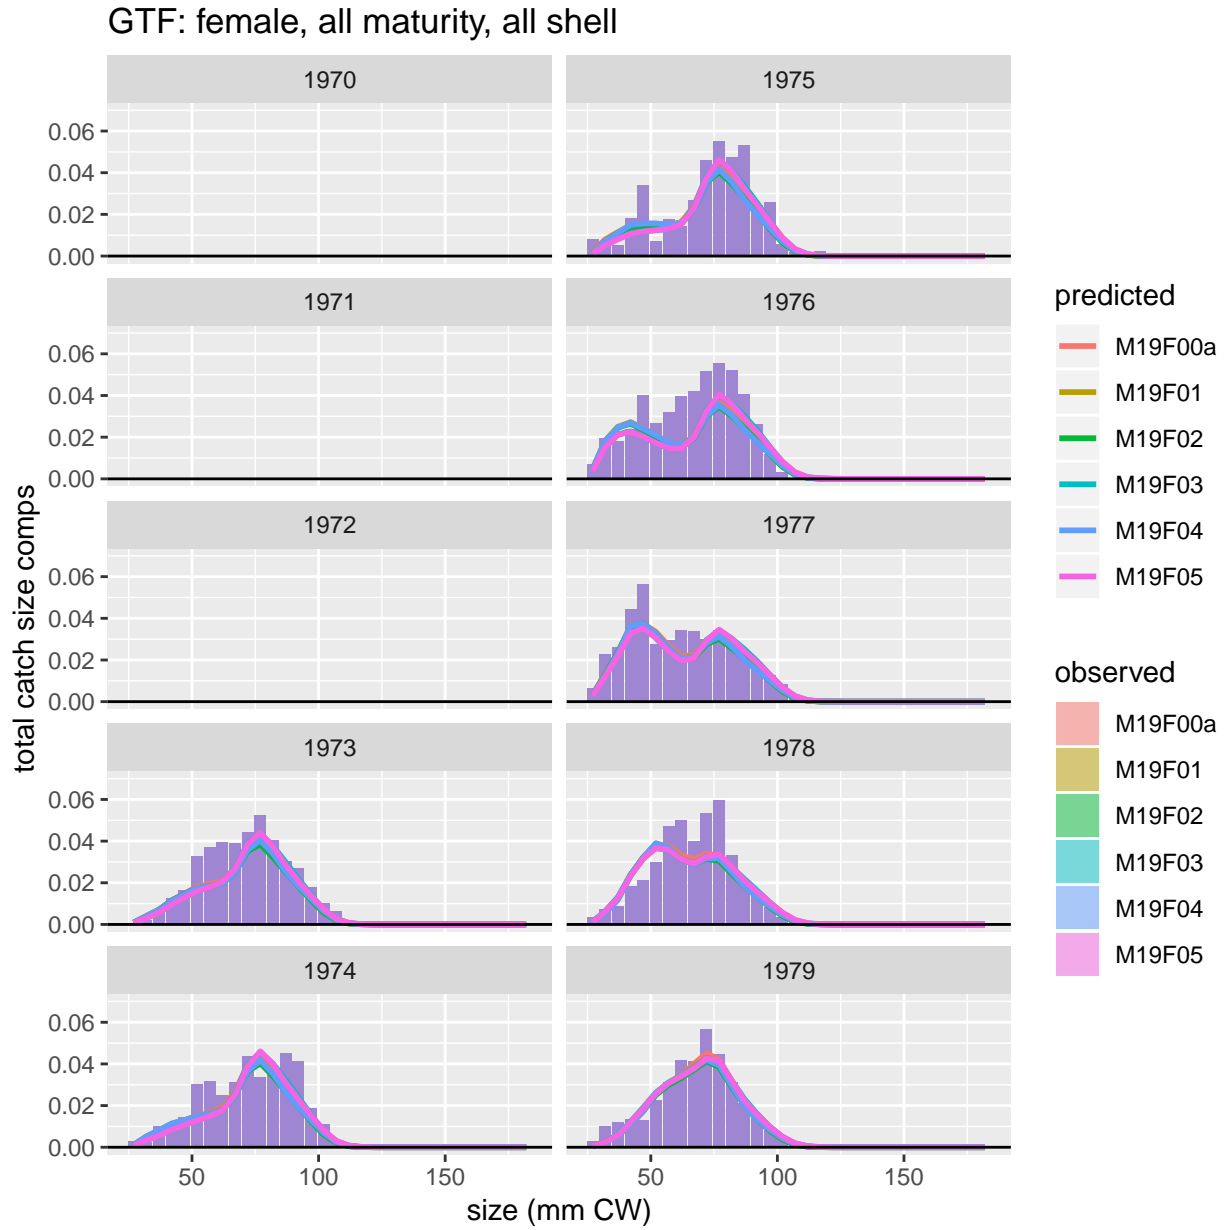 GTF: female, all maturity, all shell
total catch size comps
1970
0.06
0.04
0.02
0.00
1975
1971
0.06
0.04
0.02
0.00
1976
1972
0.06
0.04
0.02
0.00
1977
1973
0.06
0.04
0.02
0.00
1978
1974
0.06
0.04
0.02
0.00
1979
50 100 150
50 100 150
size (mm CW)
predicted
M19F00a
M19F01
M19F02
M19F03
M19F04
M19F05
observed
M19F00a
M19F01
M19F02
M19F03
M19F04
M19F05